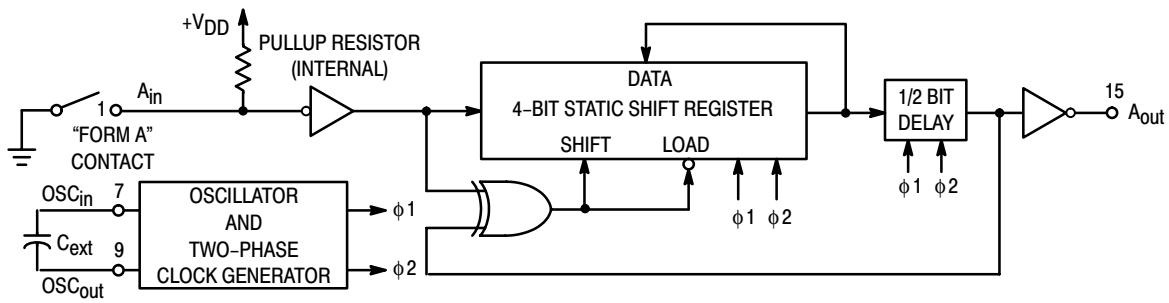 +VDD
PULLUP RESISTOR
(INTERNAL)
1
Ain
"FORM A"
CONTACT
DATA
4-BIT STATIC SHIFT REGISTER
SHIFT
LOAD
ϕ1
ϕ2
1/2 BIT
DELAY
ϕ1
ϕ2
15
Aout
OSCin
7
Cext
9
OSCout
OSCILLATOR
AND
TWO-PHASE
CLOCK GENERATOR
ϕ1
ϕ2